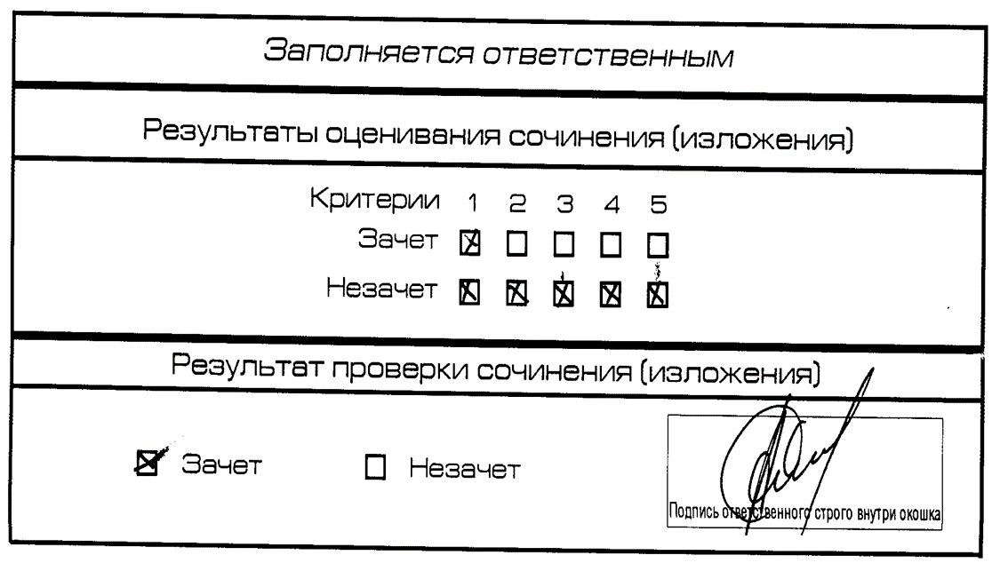 Заполняется ответственным
Результаты оценивания сочинения (изложения)
Критерии 1 2 3 4 5
Зачет
Незачет
Результат проверки сочинения (изложения)
Зачет Незачет
Подпись ответственного строго внутри окошка